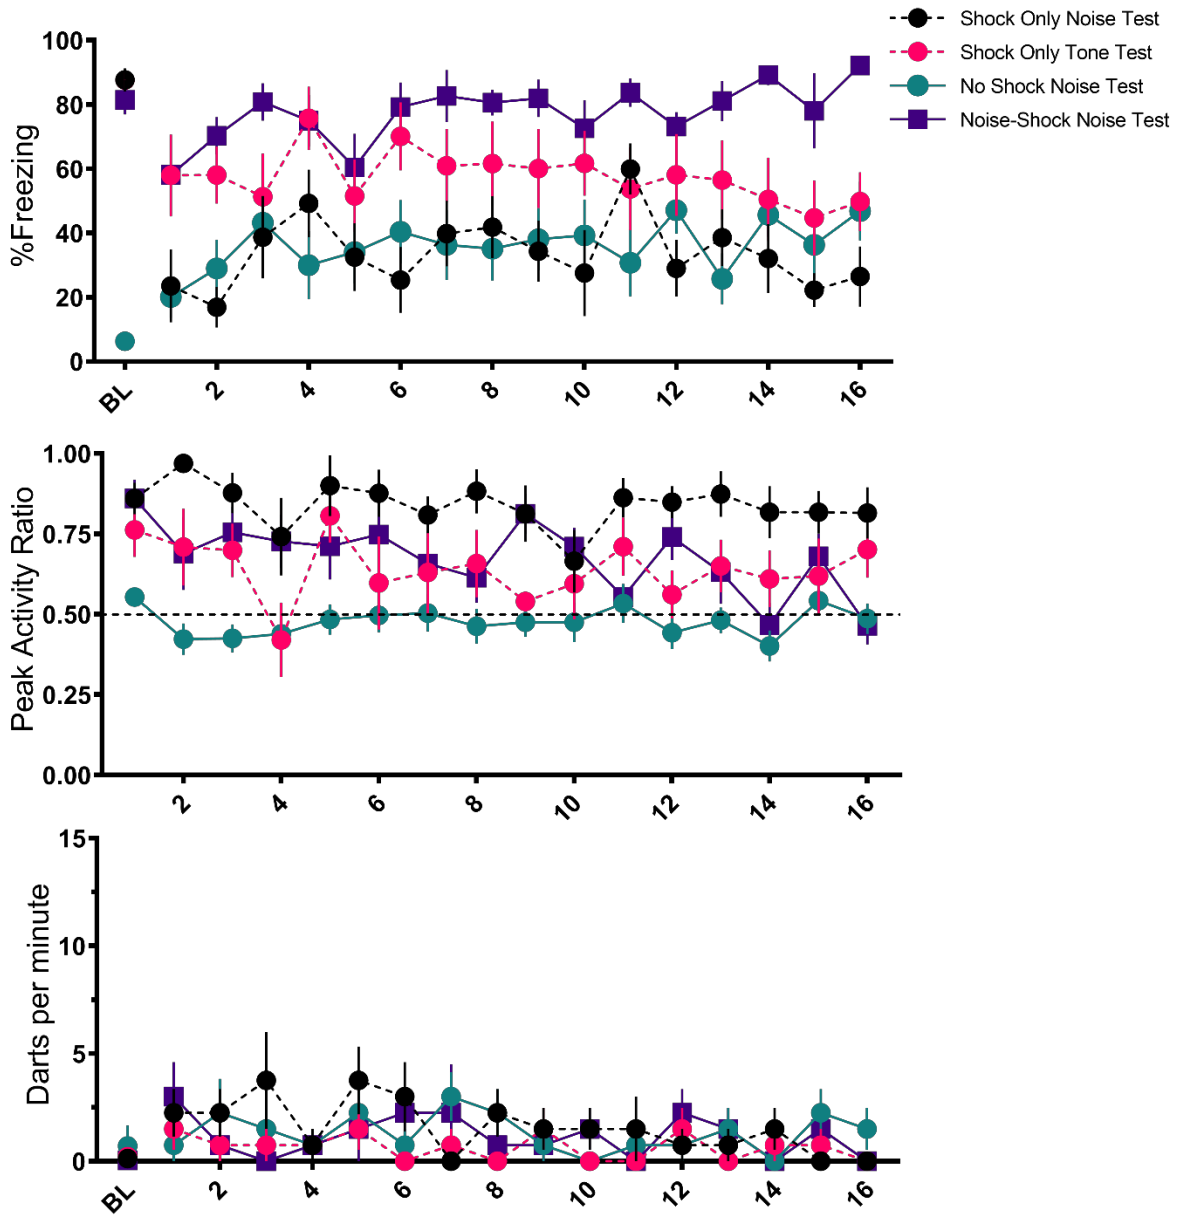 Shock Only Noise Test
Shock Only Tone Test
No Shock Noise Test
Noise-Shock Noise Test
%Freezing
100
80
60
40
20
0
BL 2 4 6 8 10 12 14 16
Peak Activity Ratio
1.00
0.75
0.50
0.25
0.00
2 4 6 8 10 12 14 16
Darts per minute
15
10
5
0
BL 2 4 6 8 10 12 14 16